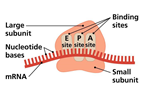 Large
subunit
Binding
sites
E P A
site site site
Nucleotide
bases
mRNA
Small
subunit